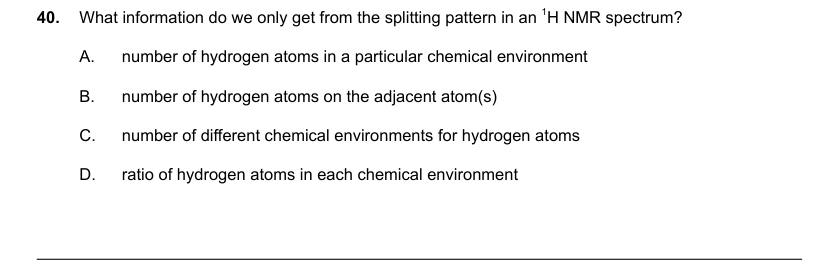 40. What information do we only get from the splitting pattern in an ¹H NMR spectrum?
A. number of hydrogen atoms in a particular chemical environment
B. number of hydrogen atoms on the adjacent atom(s)
C. number of different chemical environments for hydrogen atoms
D. ratio of hydrogen atoms in each chemical environment